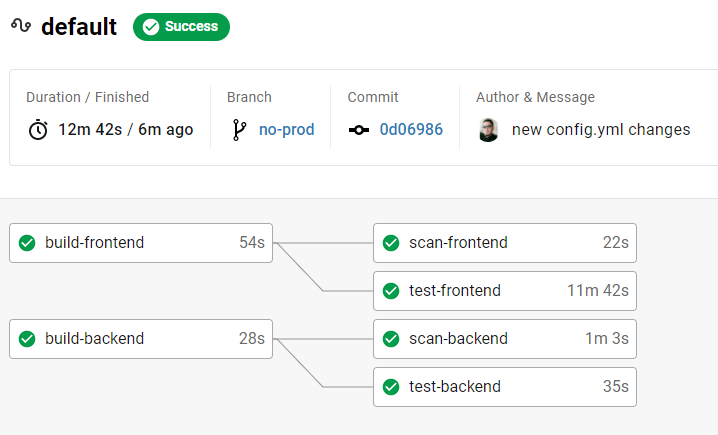 default Success
Duration / Finished Branch Commit Author & Message
12m 42s / 6m ago no-prod 0d06986 new config.yml changes
build-frontend 54s scan-frontend 22s
test-frontend 11m 42s
build-backend 28s scan-backend 1m 3s
test-backend 35s